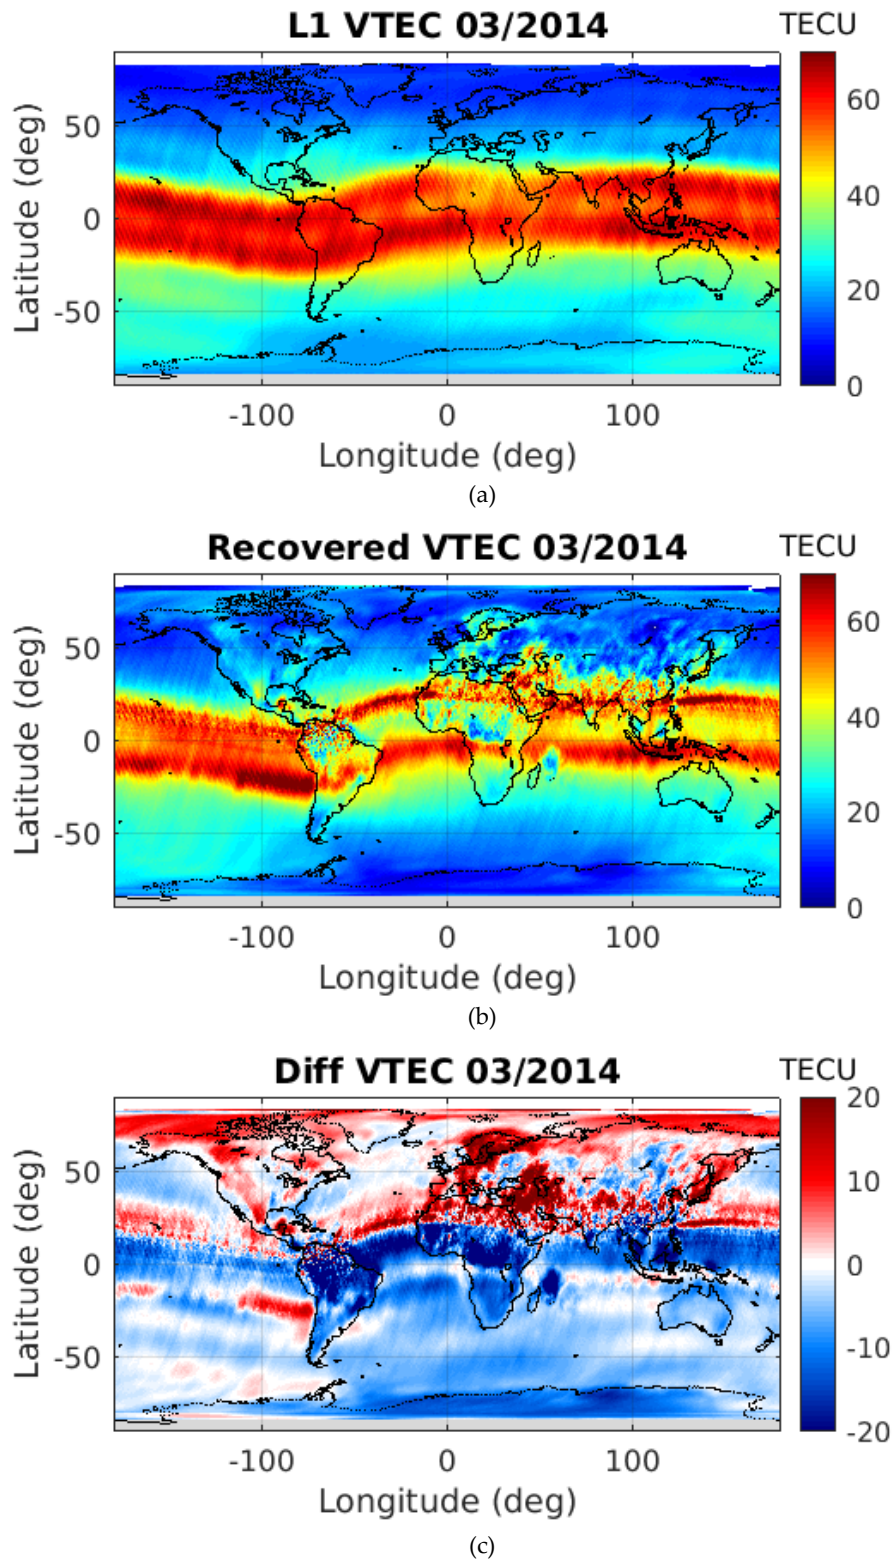 L1 VTEC 03/2014 TECU
60
40
20
0
50
0
-50
Latitude (deg)
-100 0 100
Longitude (deg)
(a)
Recovered VTEC 03/2014 TECU
60
40
20
0
50
0
-50
Latitude (deg)
-100 0 100
Longitude (deg)
(b)
Diff VTEC 03/2014 TECU
20
10
0
-10
-20
50
0
-50
Latitude (deg)
-100 0 100
Longitude (deg)
(c)